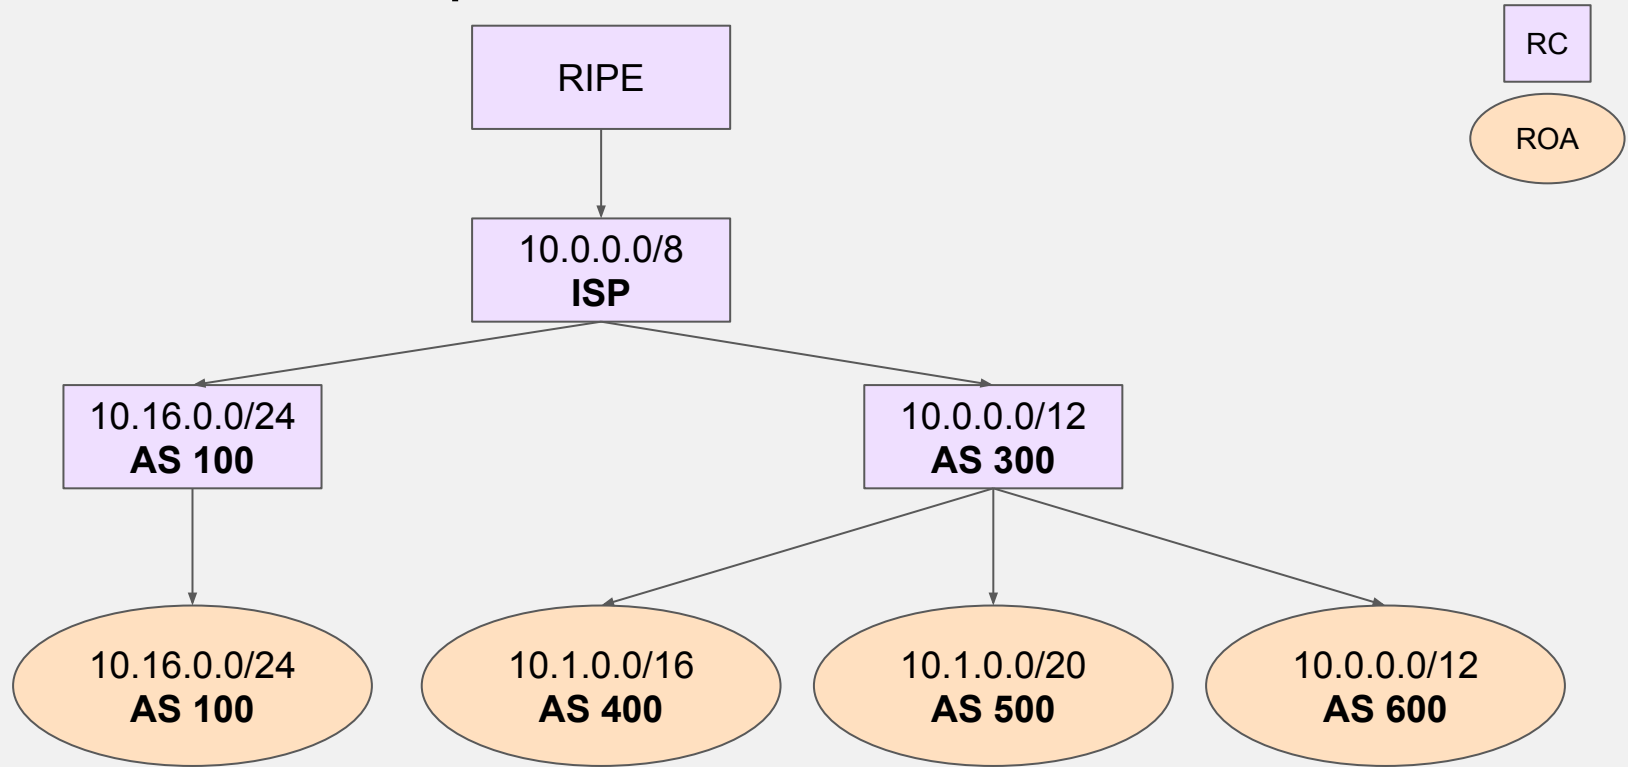 RIPE
RC
ROA
10.0.0.0/8
ISP
10.16.0.0/24
AS 100
10.0.0.0/12
AS 300
10.16.0.0/24
AS 100
10.1.0.0/16
AS 400
10.1.0.0/20
AS 500
10.0.0.0/12
AS 600